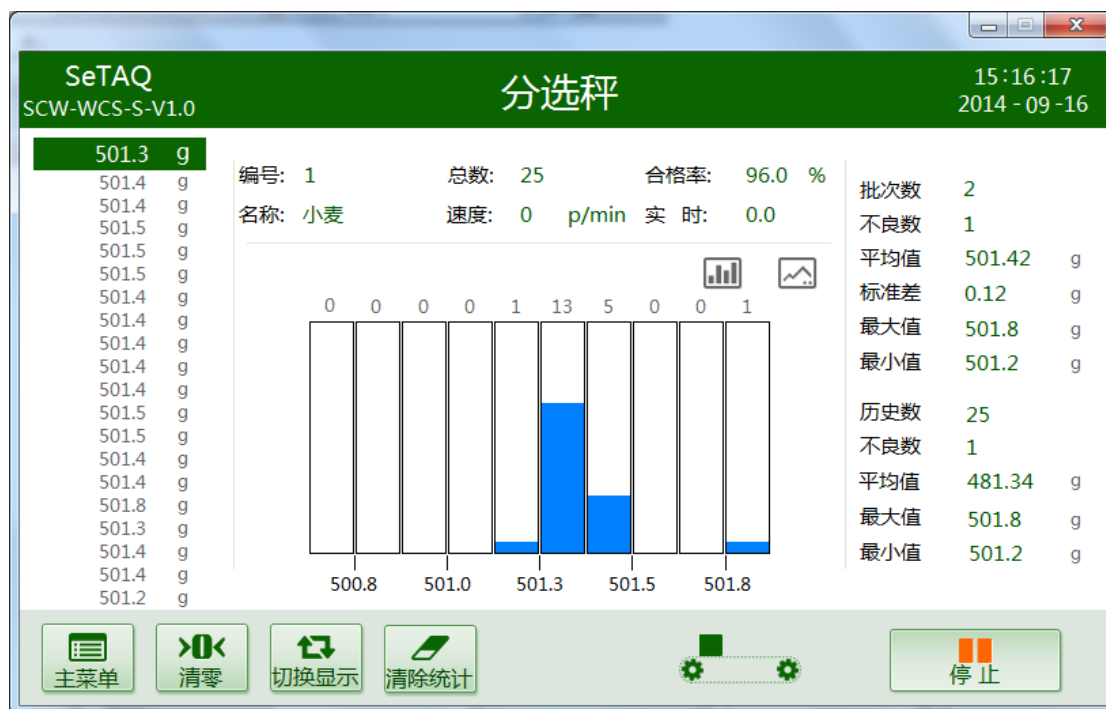 SeTAQ
SCW-WCS-S-V1.0
分选秤
15:16:17
2014-09-16
501.3 g
501.4 g
501.4 g
501.5 g
501.5 g
501.5 g
501.4 g
501.4 g
501.4 g
501.4 g
501.4 g
501.5 g
501.5 g
501.4 g
501.4 g
501.8 g
501.3 g
501.4 g
501.4 g
501.2 g
编号: 1 总数: 25 合格率: 96.0 %
名称: 小麦 速度: 0 p/min 实 时: 0.0
0 0 0 0 1 13 5 0 0 1
500.8 501.0 501.3 501.5 501.8
批次数 2
不良数 1
平均值 501.42 g
标准差 0.12 g
最大值 501.8 g
最小值 501.2 g
历史数 25
不良数 1
平均值 481.34 g
最大值 501.8 g
最小值 501.2 g
主菜单
>0<
清零
切换显示
清除统计
停止